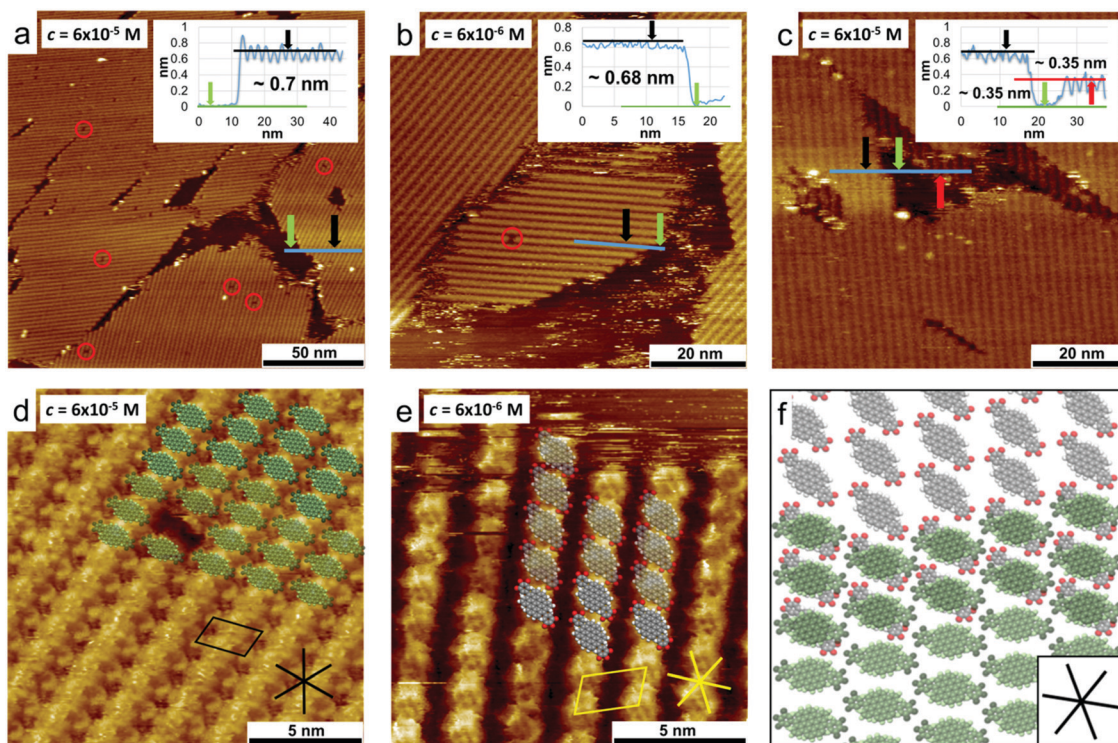 a
c = 6x10⁻⁵ M
1
0.8
0.6
0.4
0.2
0
nm
~ 0.7 nm
0
10
20
30
40
nm
50 nm
b
c = 6x10⁻⁶ M
0.8
0.6
0.4
0.2
0
nm
~ 0.68 nm
0
5
10
15
20
nm
20 nm
c
c = 6x10⁻⁵ M
1
0.8
0.6
0.4
0.2
0
nm
~ 0.35 nm
~ 0.35 nm
0
10
20
30
nm
20 nm
d
c = 6x10⁻⁵ M
5 nm
e
c = 6x10⁻⁶ M
5 nm
f